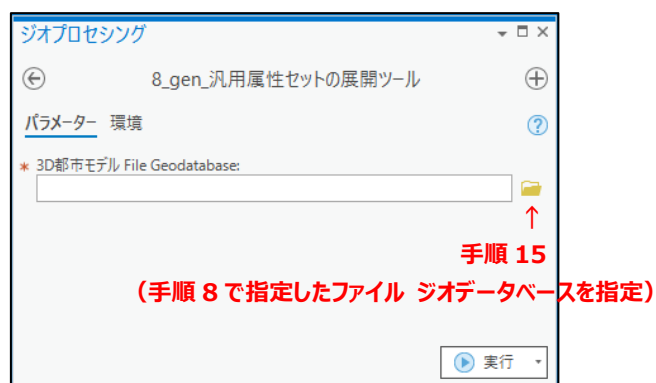 ジオプロセシング
8_gen_汎用属性セットの展開ツール
パラメーター 環境
* 3D都市モデル File Geodatabase:
↑
手順 15
（手順 8 で指定したファイル ジオデータベースを指定）
実行